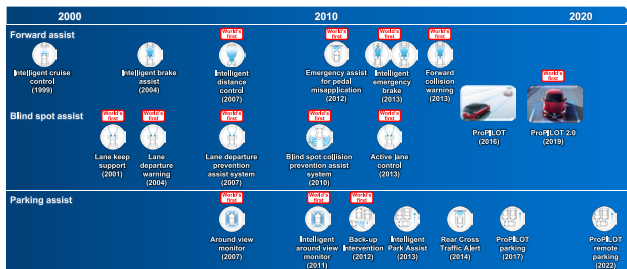 2000
2010
2020
Forward assist
World's
first
World's
first
World's
first
World's
first
World's
first
Intelligent cruise
control
(1999)
Intelligent brake
assist
(2004)
Intelligent
distance
control
(2007)
Emergency assist
for pedal
misapplication
(2012)
Intelligent
emergency
brake
(2013)
Forward
collision
warning
(2013)
ProPILOT
(2016)
World's
first
ProPILOT 2.0
(2019)
Blind spot assist
World's
first
World's
first
World's
first
World's
first
World's
first
Lane keep
support
(2001)
Lane
departure
warning
(2004)
Lane departure
prevention
assist system
(2007)
Blind spot collision
prevention assist
system
(2010)
Active lane
control
(2013)
Parking assist
World's
first
World's
first
World's
first
Around view
monitor
(2007)
Intelligent
around view
monitor
(2011)
Back-up
Intervention
(2012)
Intelligent
Park Assist
(2013)
Rear Cross
Traffic Alert
(2014)
ProPILOT
parking
(2017)
ProPILOT
remote
parking
(2022)